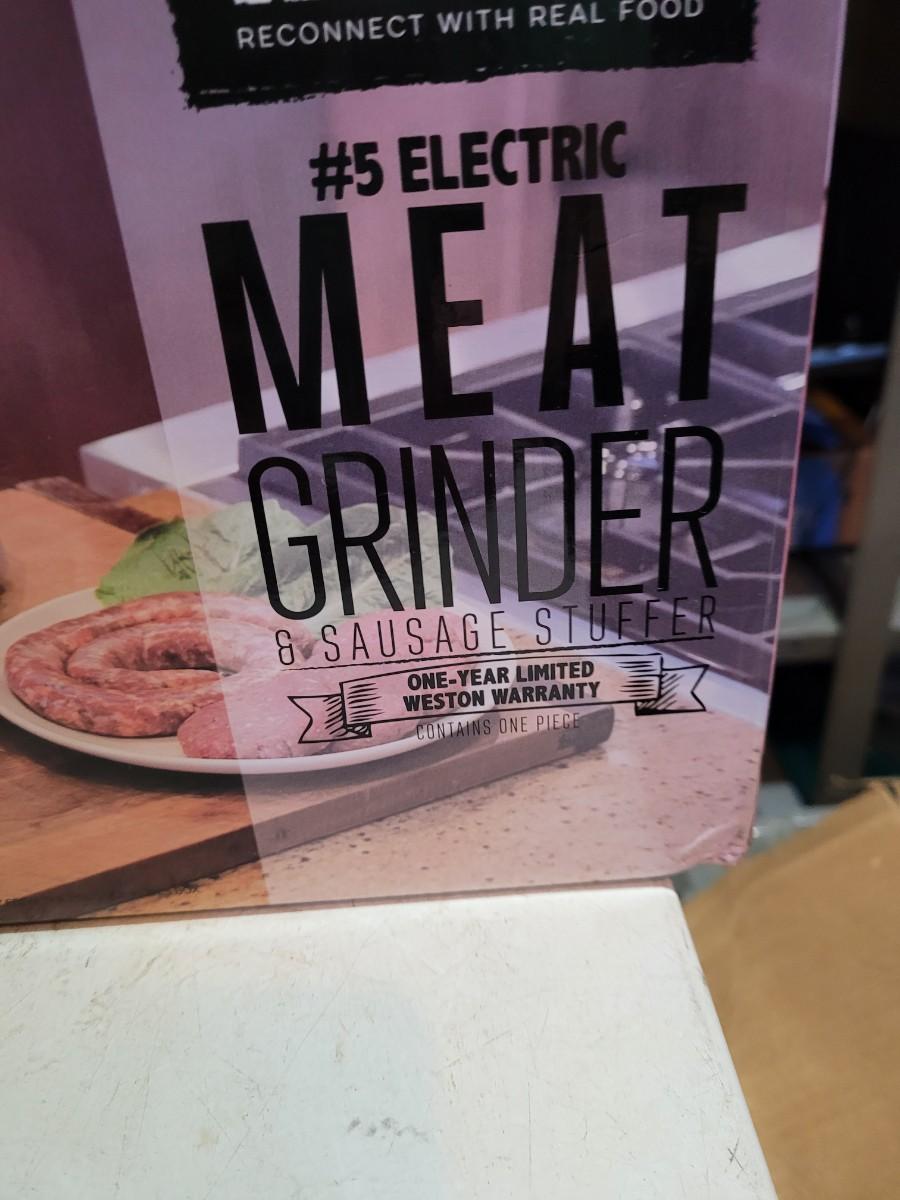 RECONNECT WITH REAL FOOD
#5 ELECTRIC
MEAT
GRINDER
& SAUSAGE STUFFER
ONE-YEAR LIMITED
WESTON WARRANTY
CONTAINS ONE PIECE